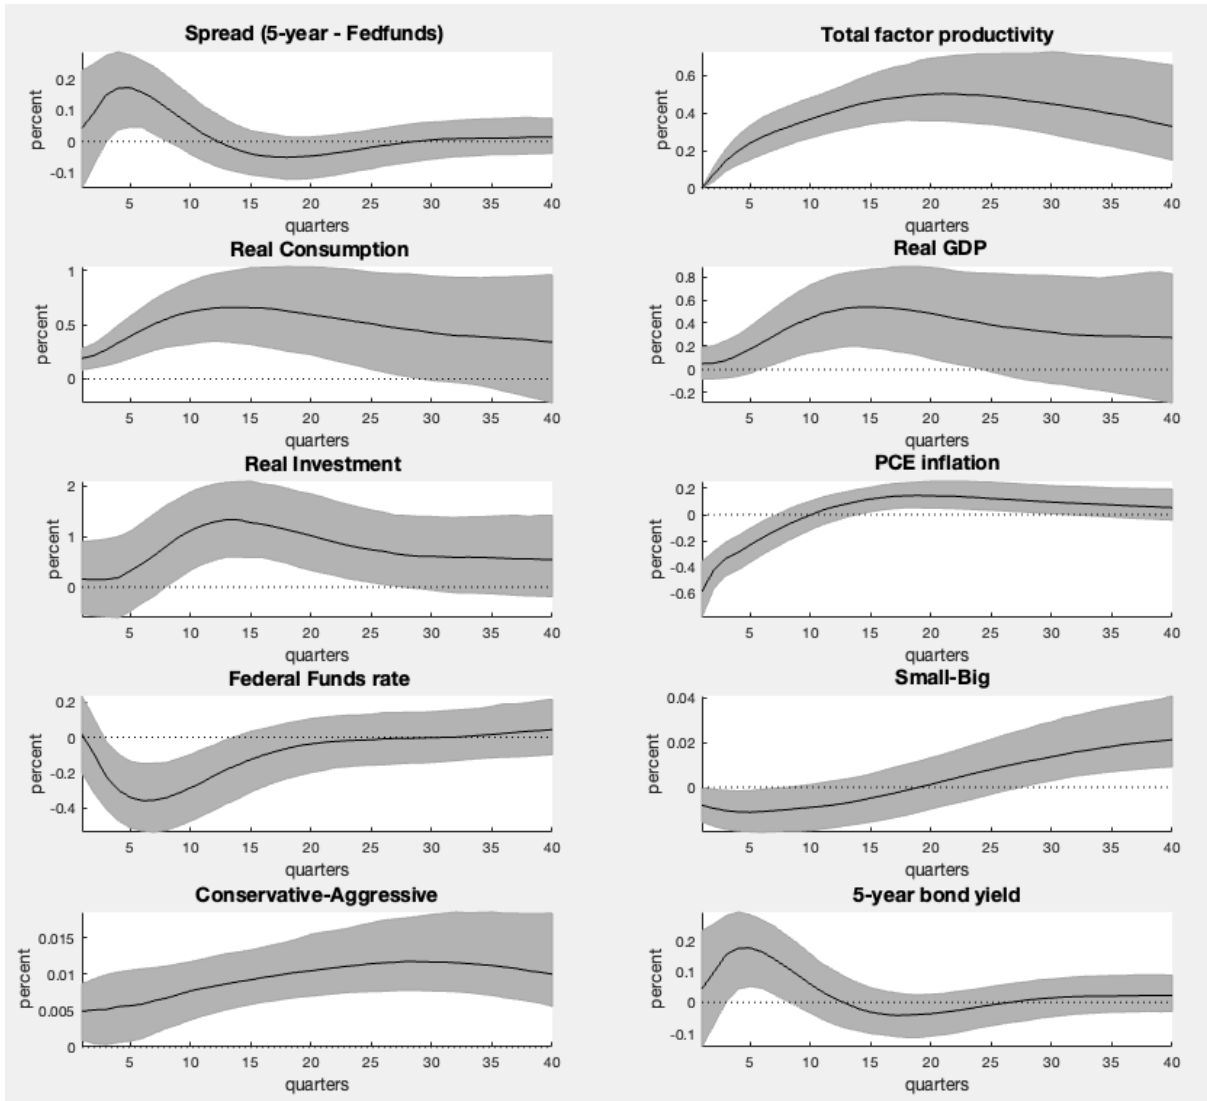 Spread (5-year - Fedfunds)
percent
0.2
0.1
0
-0.1
5 10 15 20 25 30 35 40
quarters
Total factor productivity
percent
0.6
0.4
0.2
0
5 10 15 20 25 30 35 40
quarters
Real Consumption
percent
1
0.5
0
5 10 15 20 25 30 35 40
quarters
Real GDP
percent
0.8
0.6
0.4
0.2
0
-0.2
5 10 15 20 25 30 35 40
quarters
Real Investment
percent
2
1
0
5 10 15 20 25 30 35 40
quarters
PCE inflation
percent
0.2
0
-0.2
-0.4
-0.6
5 10 15 20 25 30 35 40
quarters
Federal Funds rate
percent
0.2
0
-0.2
-0.4
5 10 15 20 25 30 35 40
quarters
Small-Big
percent
0.04
0.02
0
5 10 15 20 25 30 35 40
quarters
Conservative-Aggressive
percent
0.015
0.01
0.005
0
5 10 15 20 25 30 35 40
quarters
5-year bond yield
percent
0.2
0.1
0
-0.1
5 10 15 20 25 30 35 40
quarters